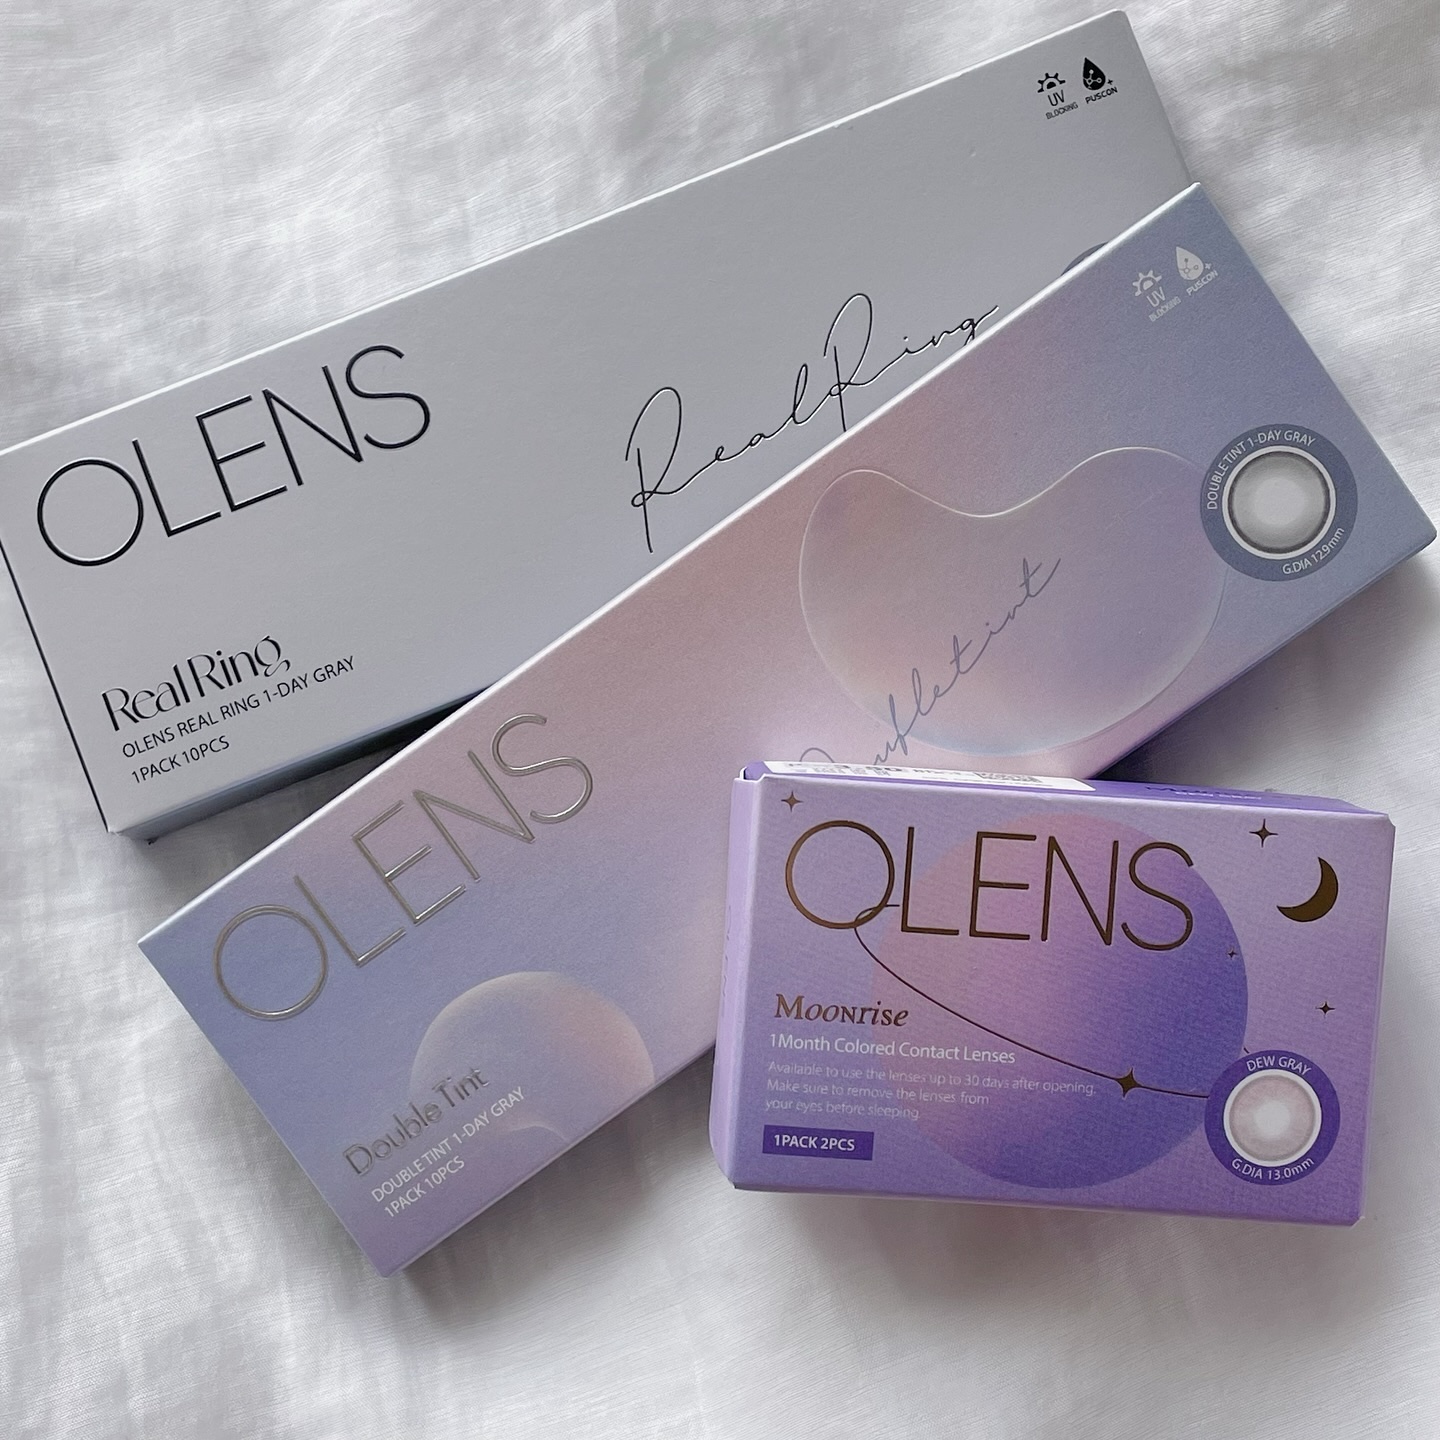 UV
BLOCKING
PUSCON
OLENS
RealRing
RealRing
OLENS REAL RING 1-DAY GRAY
1PACK 10PCS
UV
BLOCKING
PUSCON
DOUBLE TINT 1-DAY GRAY
G.DIA 12.9mm
OLENS
Double Tint
DOUBLE TINT 1-DAY GRAY
1PACK 10PCS
OLENS
Moonrise
1Month Colored Contact Lenses
Available to use the lenses up to 30 days after opening.
Make sure to remove the lenses from
your eyes before sleeping.
1PACK 2PCS
DEW GRAY
G.DIA 13.0mm